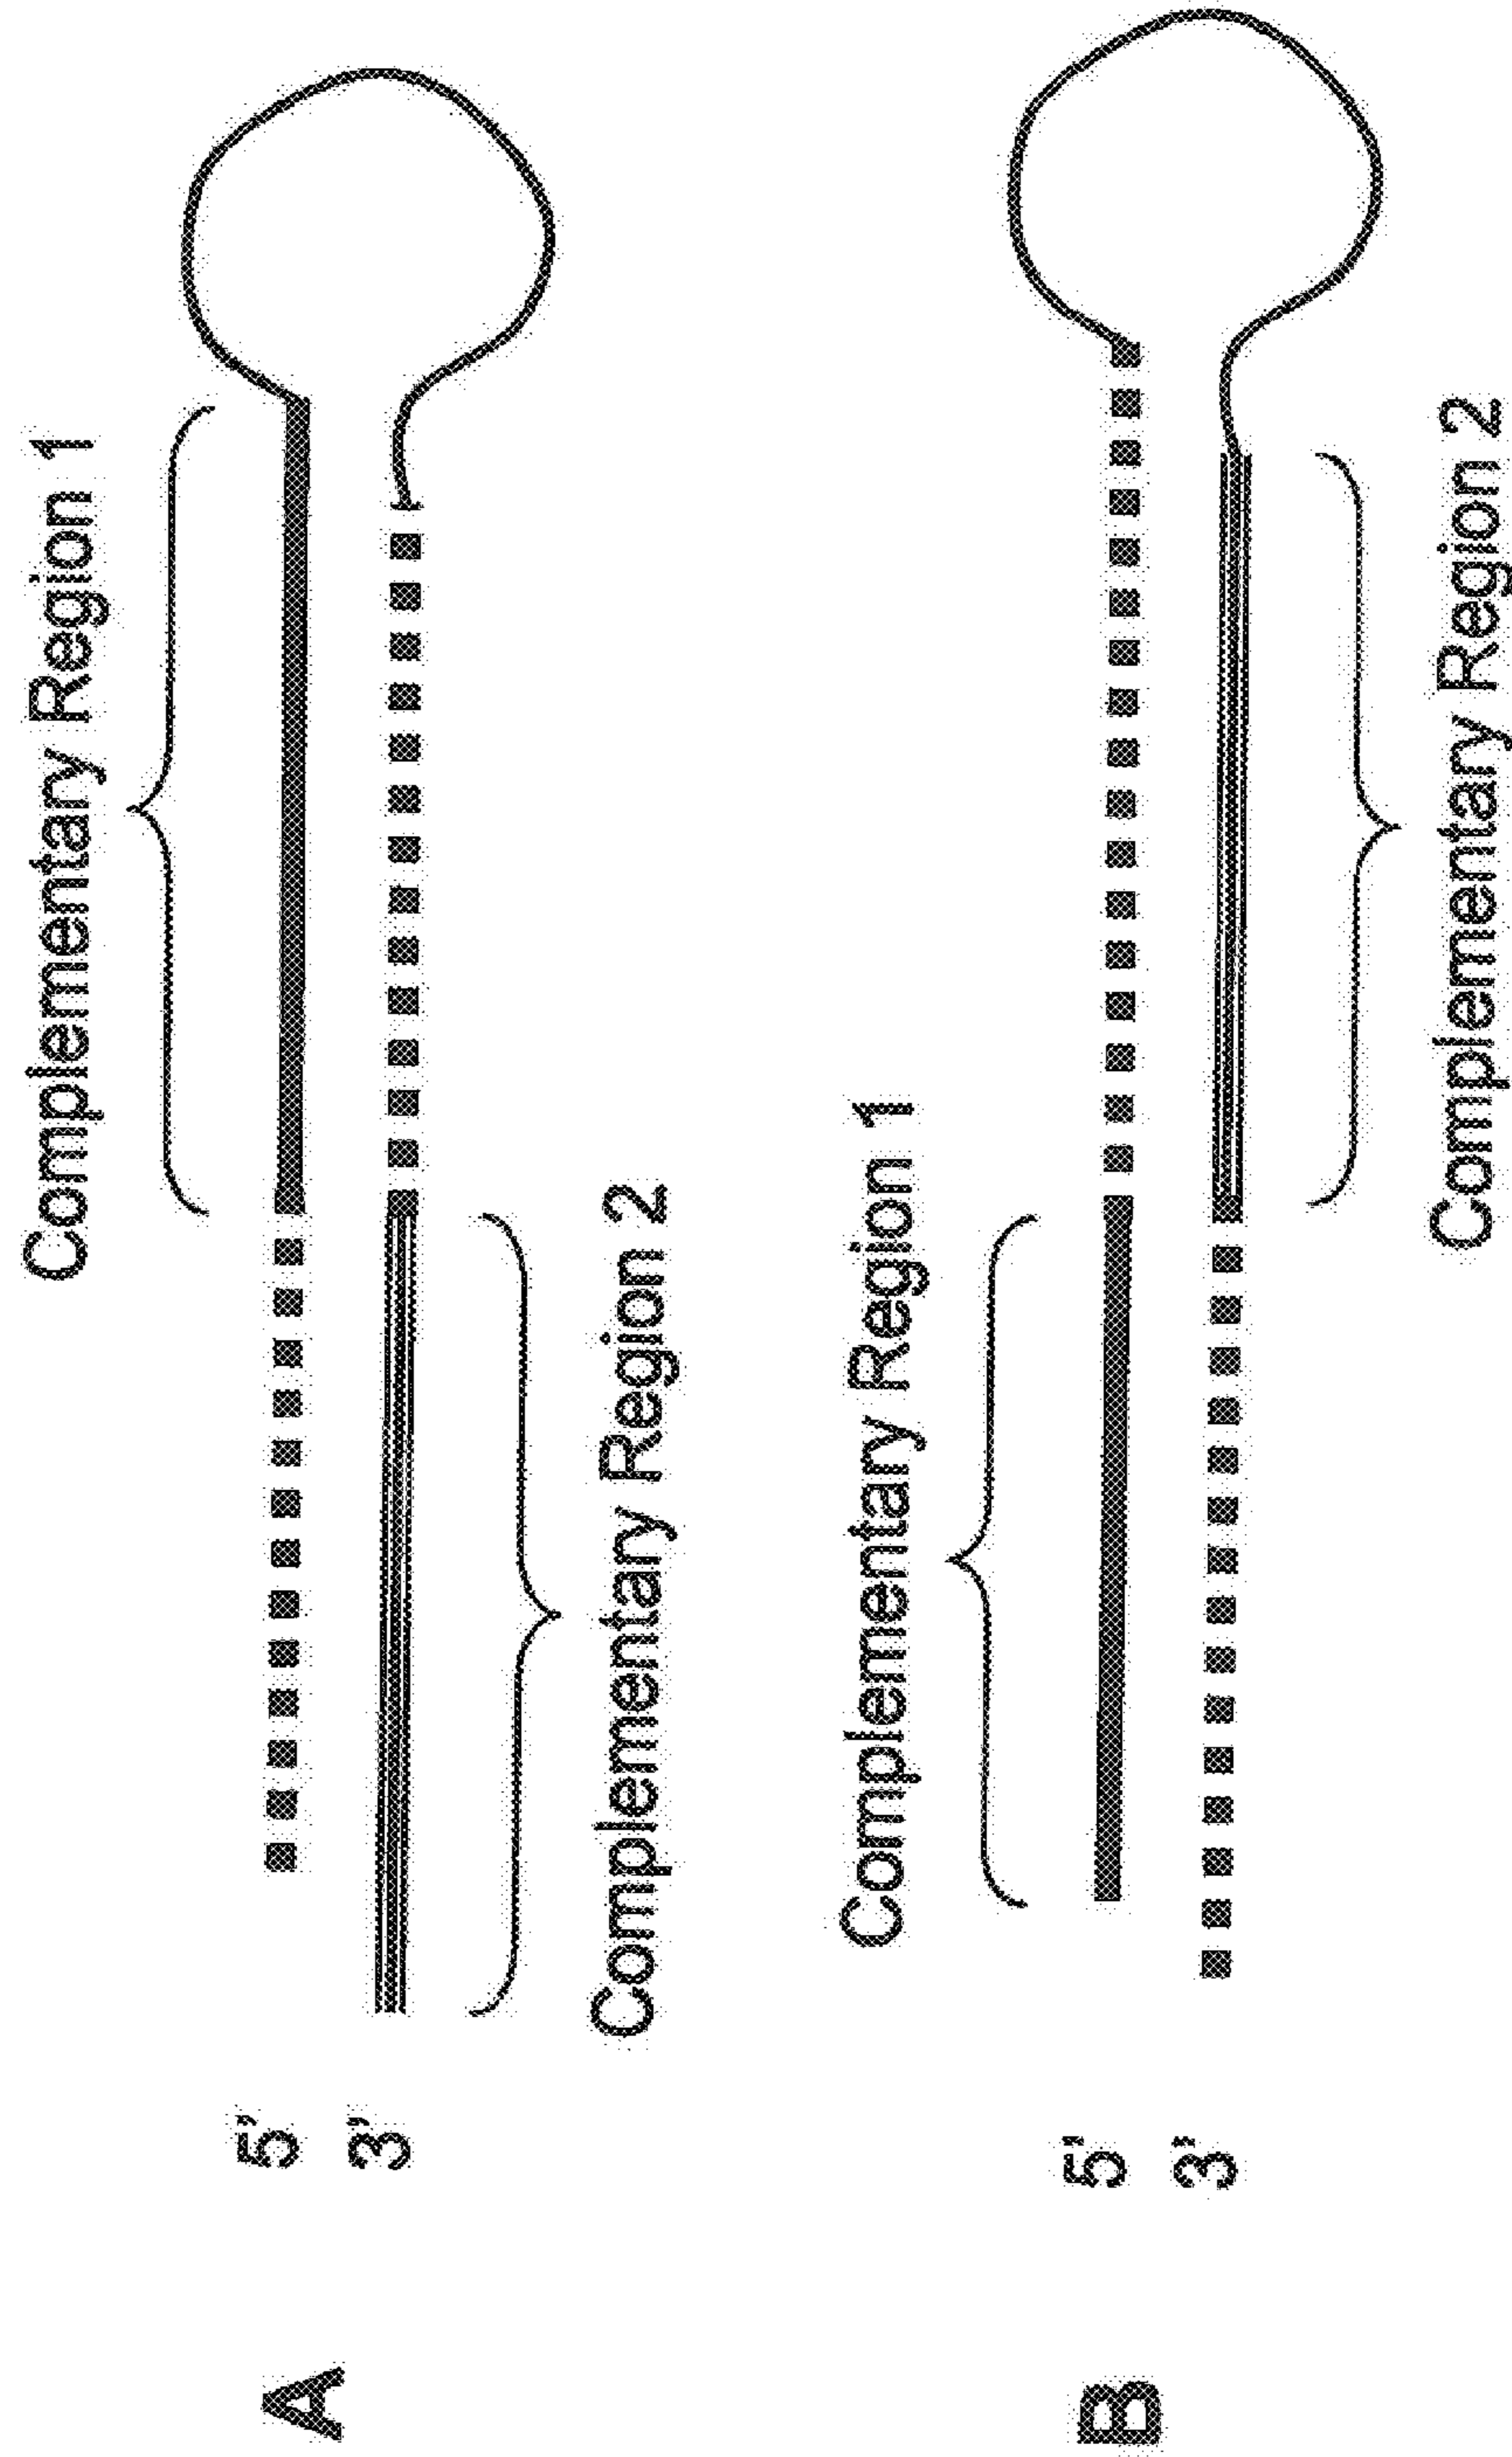 A
5'
3'
Complementary Region 1
Complementary Region 2
B
5'
3'
Complementary Region 1
Complementary Region 2